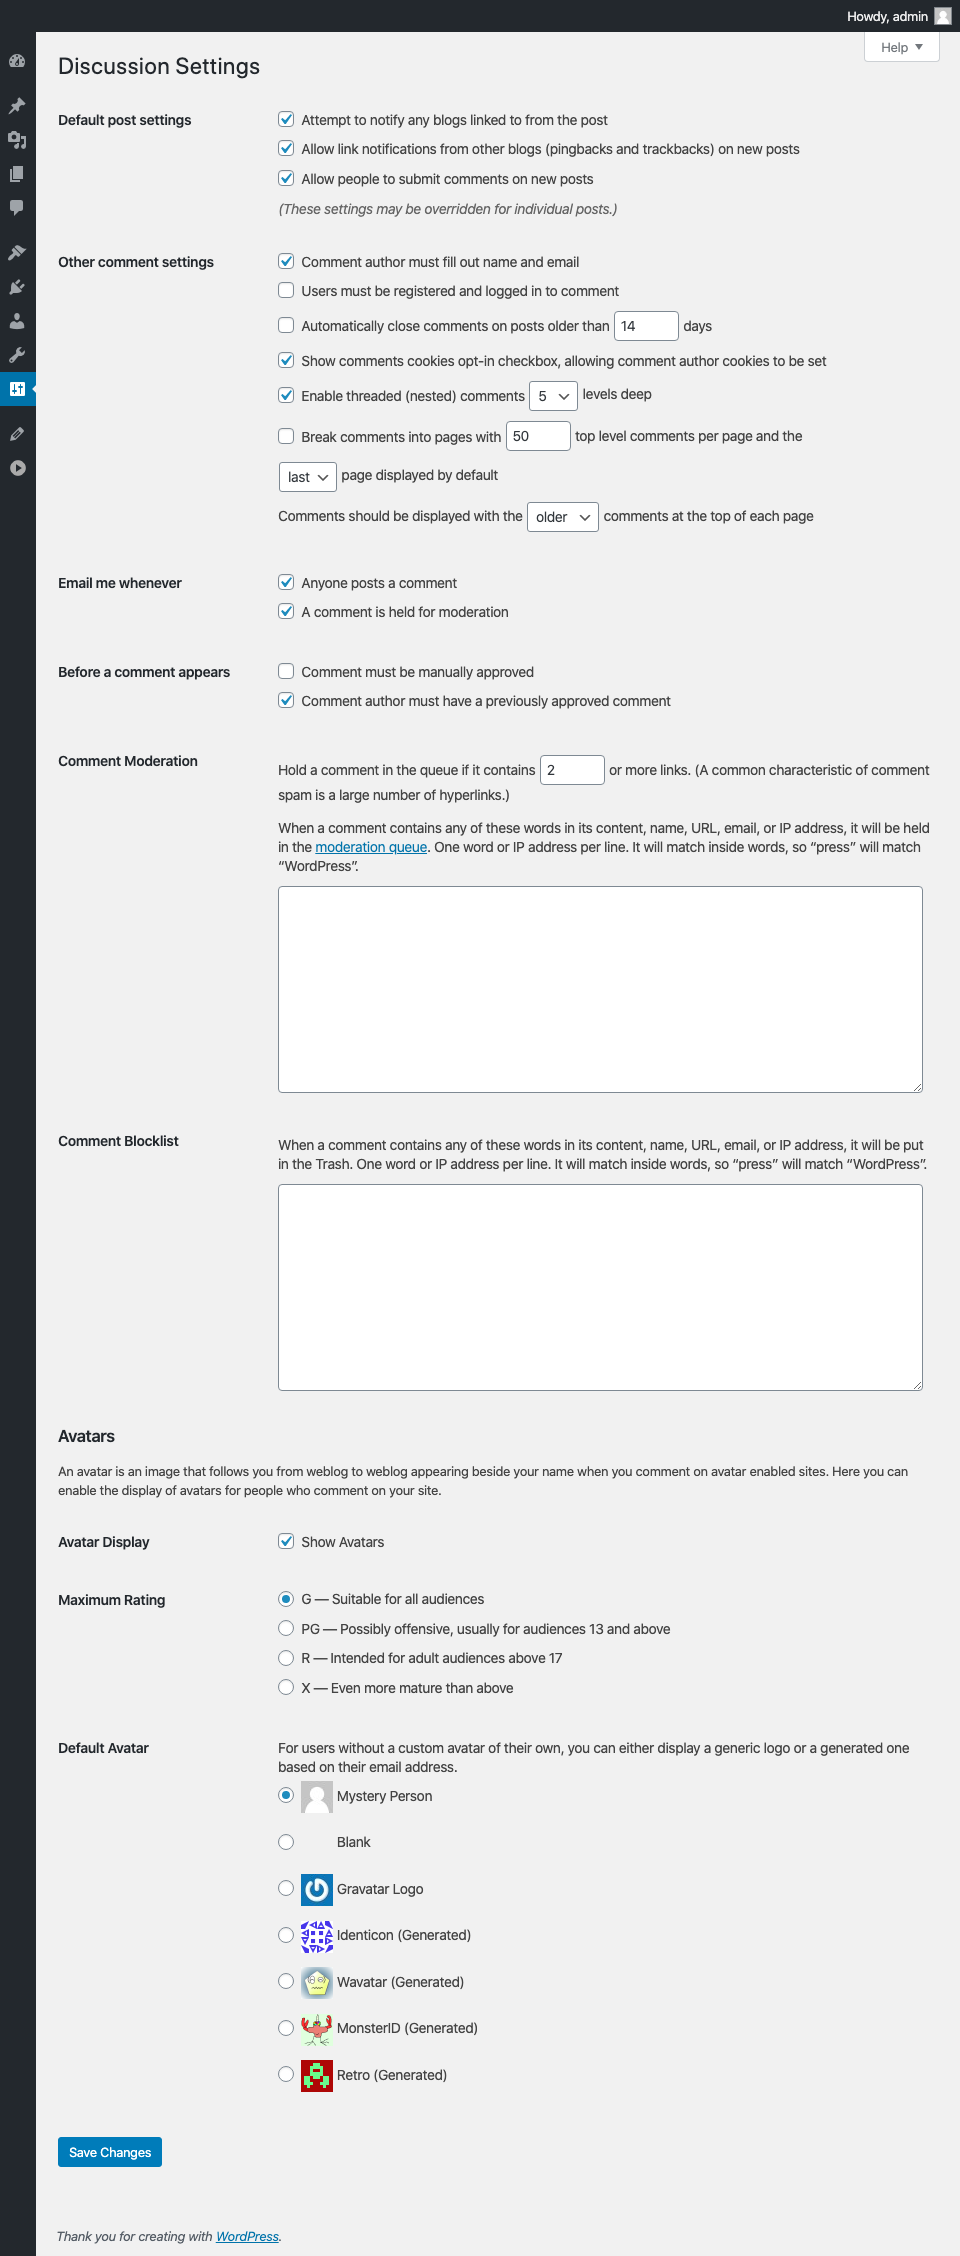 Howdy, admin
Help
Discussion Settings
Default post settings
Attempt to notify any blogs linked to from the post
Allow link notifications from other blogs (pingbacks and trackbacks) on new posts
Allow people to submit comments on new posts
(These settings may be overridden for individual posts.)
Other comment settings
Comment author must fill out name and email
Users must be registered and logged in to comment
Automatically close comments on posts older than 14 days
Show comments cookies opt-in checkbox, allowing comment author cookies to be set
Enable threaded (nested) comments 5 levels deep
Break comments into pages with 50 top level comments per page and the
last page displayed by default
Comments should be displayed with the older comments at the top of each page
Email me whenever
Anyone posts a comment
A comment is held for moderation
Before a comment appears
Comment must be manually approved
Comment author must have a previously approved comment
Comment Moderation
Hold a comment in the queue if it contains 2 or more links. (A common characteristic of comment
spam is a large number of hyperlinks.)
When a comment contains any of these words in its content, name, URL, email, or IP address, it will be held
in the moderation queue. One word or IP address per line. It will match inside words, so “press” will match
“WordPress”.
Comment Blocklist
When a comment contains any of these words in its content, name, URL, email, or IP address, it will be put
in the Trash. One word or IP address per line. It will match inside words, so “press” will match “WordPress”.
Avatars
An avatar is an image that follows you from weblog to weblog appearing beside your name when you comment on avatar enabled sites. Here you can
enable the display of avatars for people who comment on your site.
Avatar Display
Show Avatars
Maximum Rating
G — Suitable for all audiences
PG — Possibly offensive, usually for audiences 13 and above
R — Intended for adult audiences above 17
X — Even more mature than above
Default Avatar
For users without a custom avatar of their own, you can either display a generic logo or a generated one
based on their email address.
Mystery Person
Blank
Gravatar Logo
Identicon (Generated)
Wavatar (Generated)
MonsterID (Generated)
Retro (Generated)
Save Changes
Thank you for creating with WordPress.